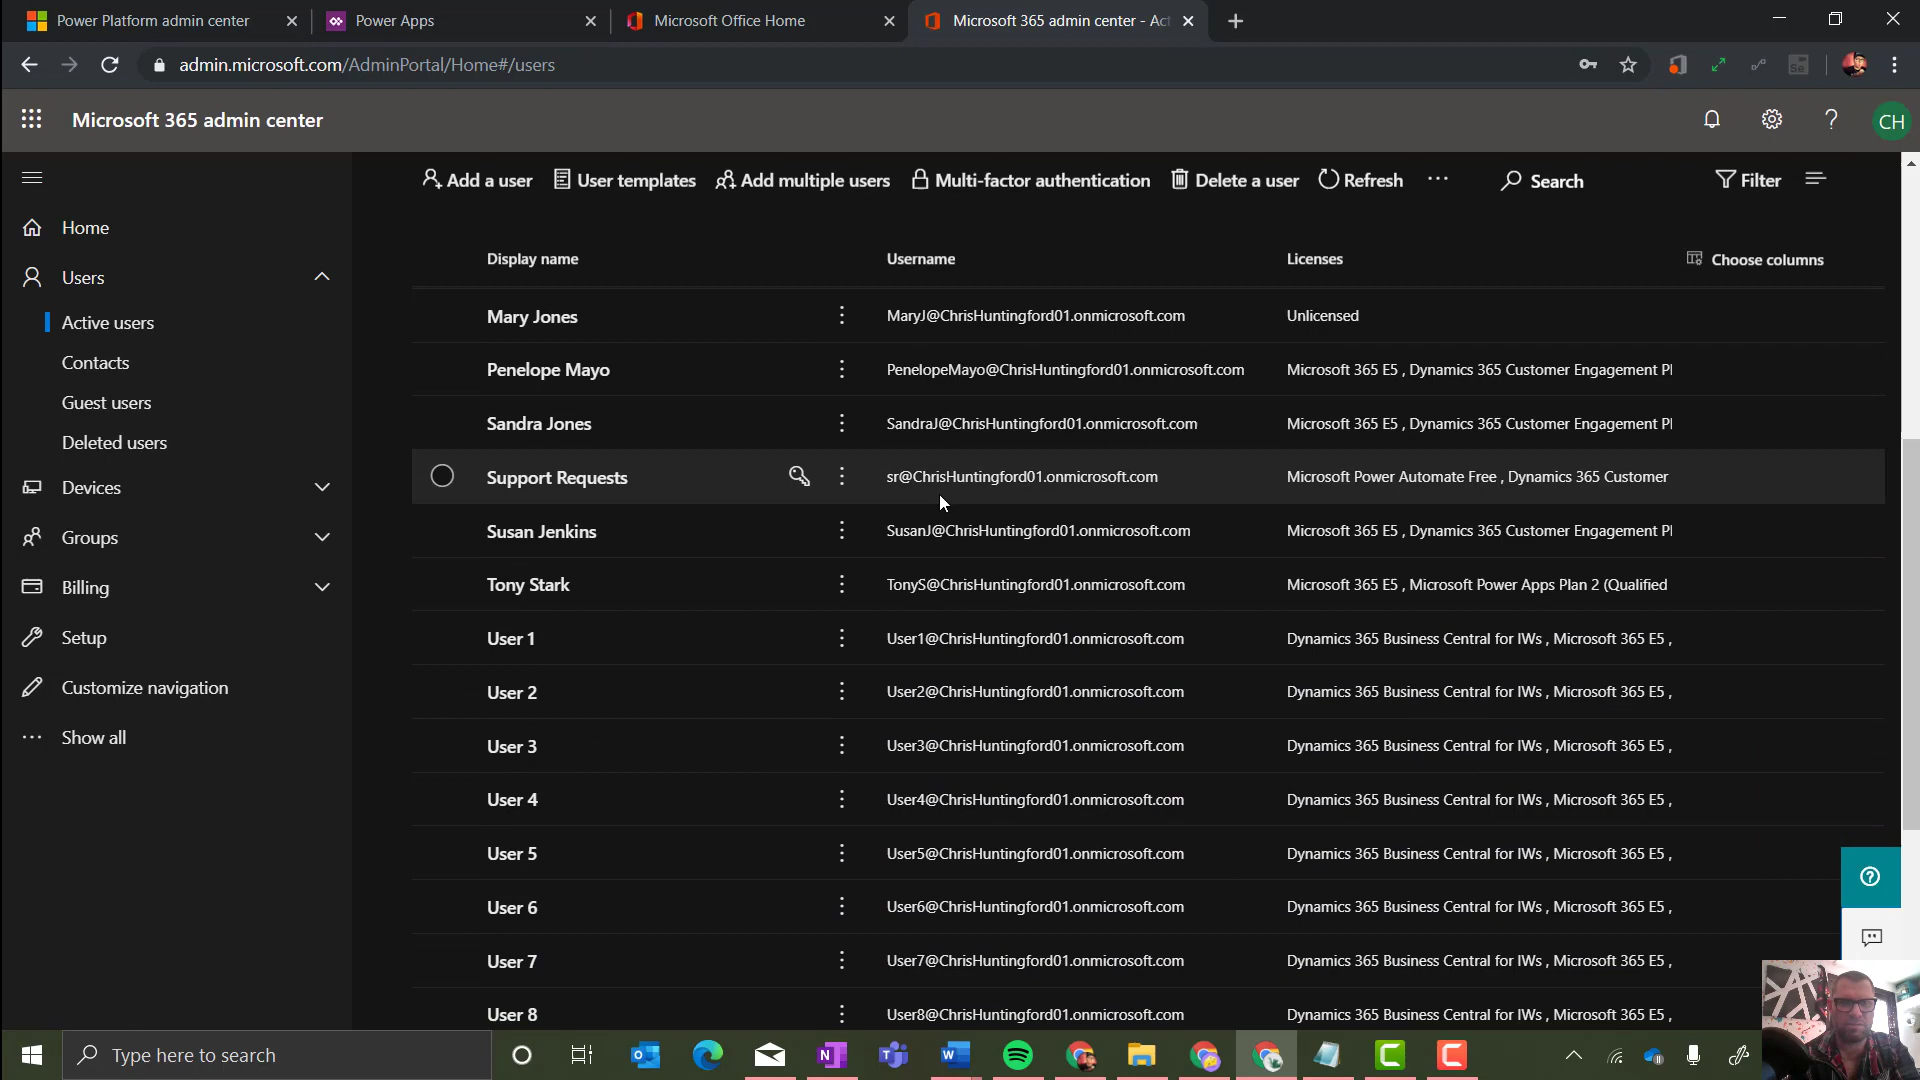 Power Platform admin center
Power Apps
Microsoft Office Home
Microsoft 365 admin center - Act
admin.microsoft.com/AdminPortal/Home#/users
Microsoft 365 admin center
CH
Add a user
User templates
Add multiple users
Multi-factor authentication
Delete a user
Refresh
Search
Filter
Home
Users
Active users
Contacts
Guest users
Deleted users
Devices
Groups
Billing
Setup
Customize navigation
Show all
Display name Username Licenses Choose columns
Mary Jones MaryJ@ChrisHuntingford01.onmicrosoft.com Unlicensed
Penelope Mayo PenelopeMayo@ChrisHuntingford01.onmicrosoft.com Microsoft 365 E5 , Dynamics 365 Customer Engagement Pl
Sandra Jones SandraJ@ChrisHuntingford01.onmicrosoft.com Microsoft 365 E5 , Dynamics 365 Customer Engagement Pl
Support Requests sr@ChrisHuntingford01.onmicrosoft.com Microsoft Power Automate Free , Dynamics 365 Customer
Susan Jenkins SusanJ@ChrisHuntingford01.onmicrosoft.com Microsoft 365 E5 , Dynamics 365 Customer Engagement Pl
Tony Stark TonyS@ChrisHuntingford01.onmicrosoft.com Microsoft 365 E5 , Microsoft Power Apps Plan 2 (Qualified
User 1 User1@ChrisHuntingford01.onmicrosoft.com Dynamics 365 Business Central for IWs , Microsoft 365 E5 ,
User 2 User2@ChrisHuntingford01.onmicrosoft.com Dynamics 365 Business Central for IWs , Microsoft 365 E5 ,
User 3 User3@ChrisHuntingford01.onmicrosoft.com Dynamics 365 Business Central for IWs , Microsoft 365 E5 ,
User 4 User4@ChrisHuntingford01.onmicrosoft.com Dynamics 365 Business Central for IWs , Microsoft 365 E5 ,
User 5 User5@ChrisHuntingford01.onmicrosoft.com Dynamics 365 Business Central for IWs , Microsoft 365 E5 ,
User 6 User6@ChrisHuntingford01.onmicrosoft.com Dynamics 365 Business Central for IWs , Microsoft 365 E5 ,
User 7 User7@ChrisHuntingford01.onmicrosoft.com Dynamics 365 Business Central for IWs , Microsoft 365 E5 ,
User 8 User8@ChrisHuntingford01.onmicrosoft.com Dynamics 365 Business Central for IWs , Microsoft 365 E5 ,
Type here to search